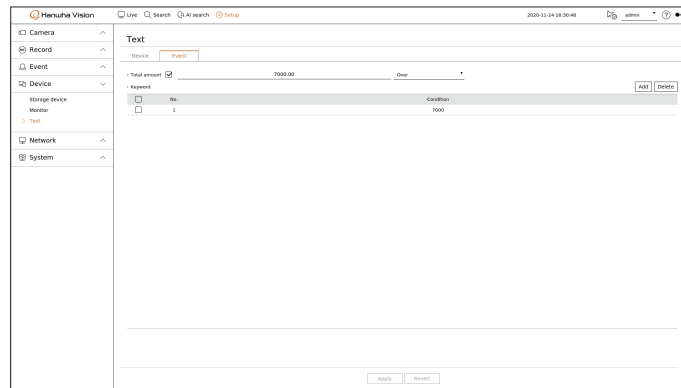 Hanwha Vision
Live Search AI search Setup 2020-11-24 16:30:48 admin ?
Camera
Record
Event
Device
Storage device
Monitor
> Text
Network
System
Text
Device Event
Total amount 7000.00 Over
Keyword Add Delete
No. Condition
1 7000
Apply Revert